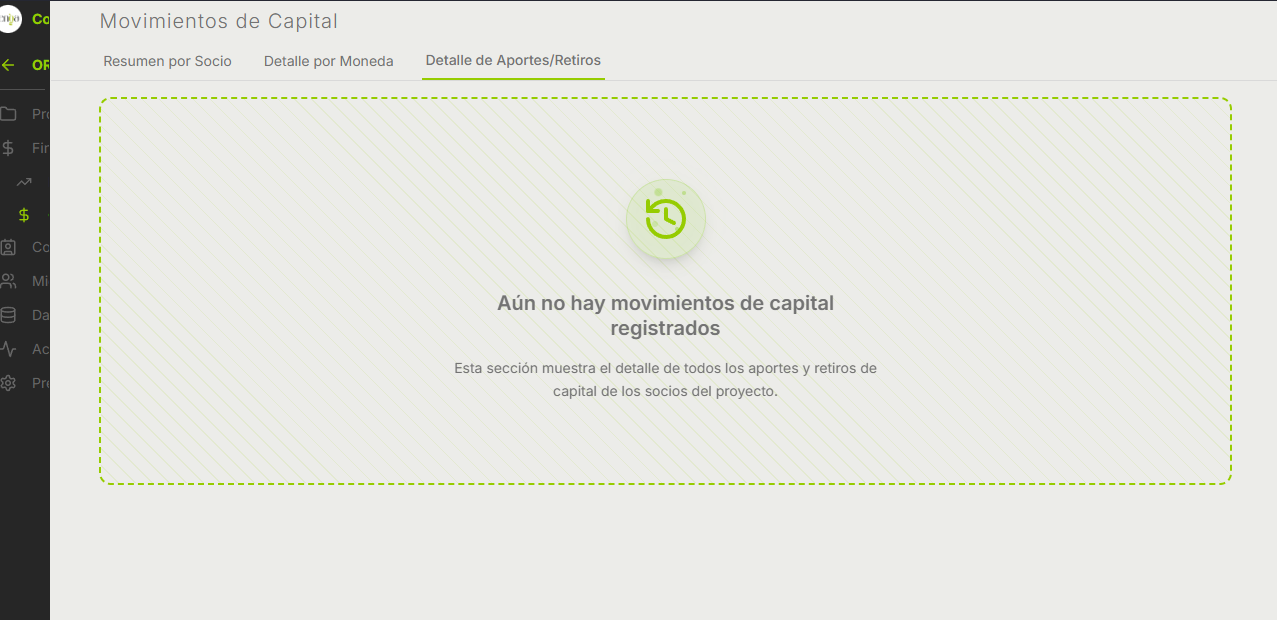 Movimientos de Capital
Resumen por Socio
Detalle por Moneda
Detalle de Aportes/Retiros
Aún no hay movimientos de capital
registrados
Esta sección muestra el detalle de todos los aportes y retiros de
capital de los socios del proyecto.
Co
OR
Pro
Fin
Co
Mi
Da
Ac
Pre